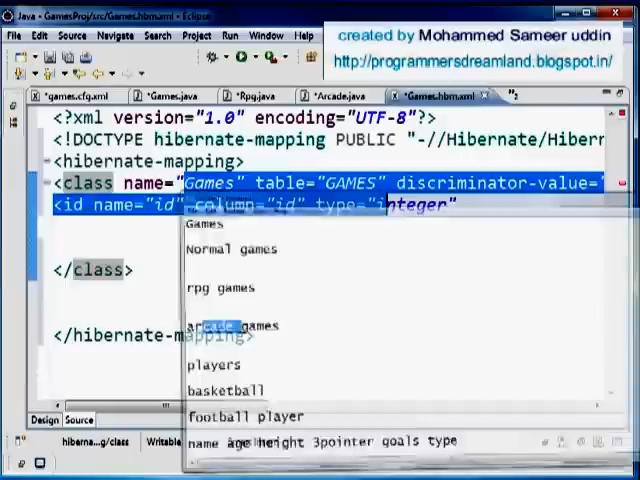 Java - GamesProj/src/Games.hbm.xml - Eclipse
File Edit Source Navigate Search Project Run Window
created by Mohammed Sameer uddin
http://programmersdreamland.blogspot.in/
*games.cfg.xml *Games.java *Rpg.java *Arcade.java *Games.hbm.xml 2
<?xml version="1.0" encoding="UTF-8"?>
<!DOCTYPE hibernate-mapping PUBLIC "-//Hibernate/Hibern
<hibernate-mapping>
<class name="Games" table="GAMES" discriminator-value="
<id name="id" column="id" type="integer"
Games
Normal games
</class>
rpg games
arcade games
</hibernate-mapping>
players
basketball
football player
Design Source
name age height 3pointer goals type
hiberna...g/class Writable